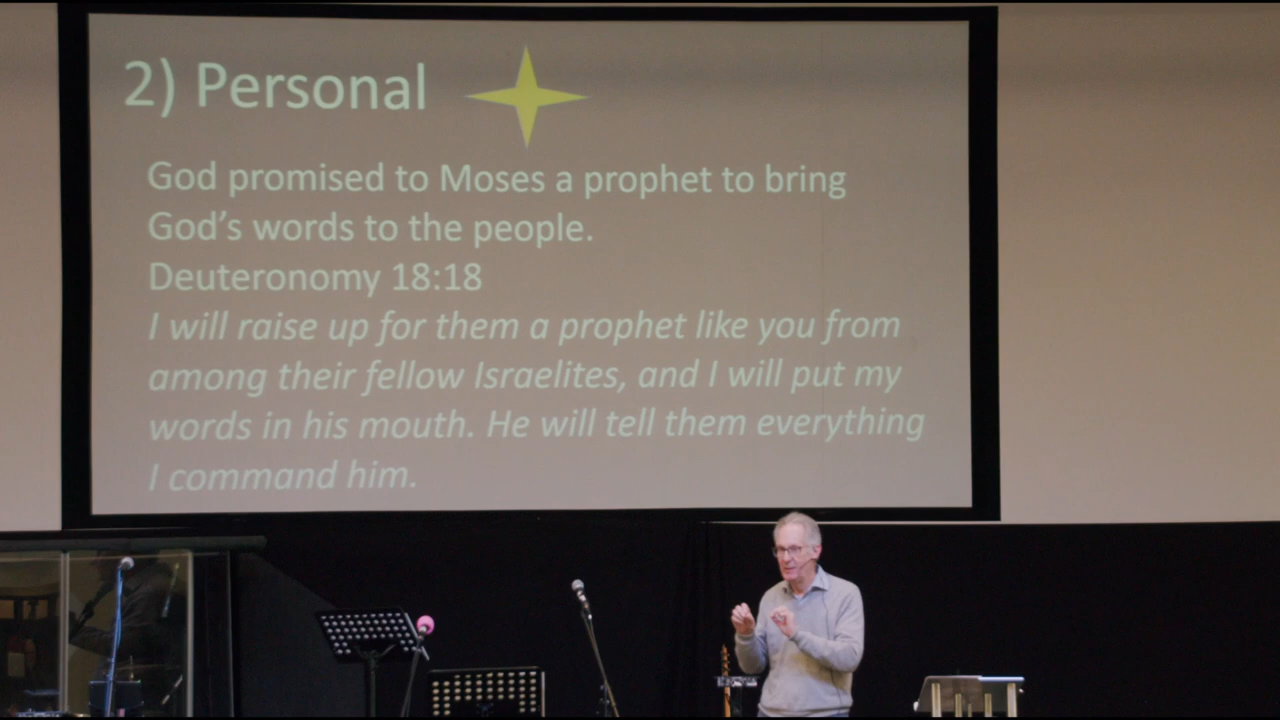 2) Personal
God promised to Moses a prophet to bring
God’s words to the people.
Deuteronomy 18:18
I will raise up for them a prophet like you from
among their fellow Israelites, and I will put my
words in his mouth. He will tell them everything
I command him.